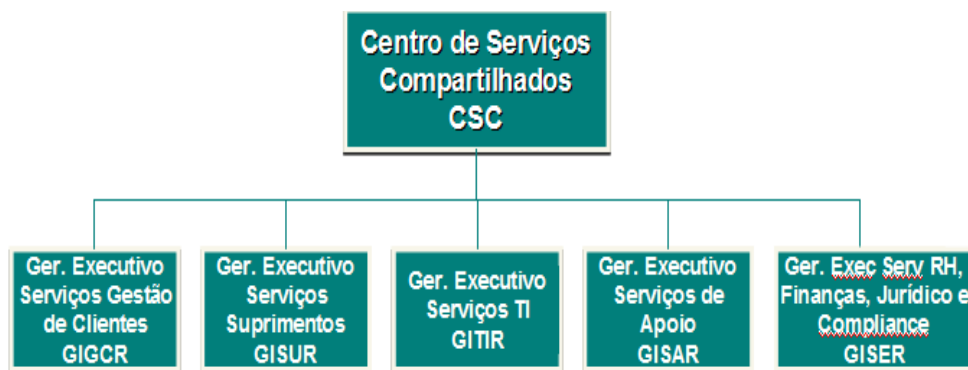 Centro de Serviços
Compartilhados
CSC
Ger. Executivo
Serviços Gestão
de Clientes
GIGCR
Ger. Executivo
Serviços
Suprimentos
GISUR
Ger. Executivo
Serviços TI
GITIR
Ger. Executivo
Serviços de
Apoio
GISAR
Ger. Exec Serv RH,
Finanças, Jurídico e
Compliance
GISER